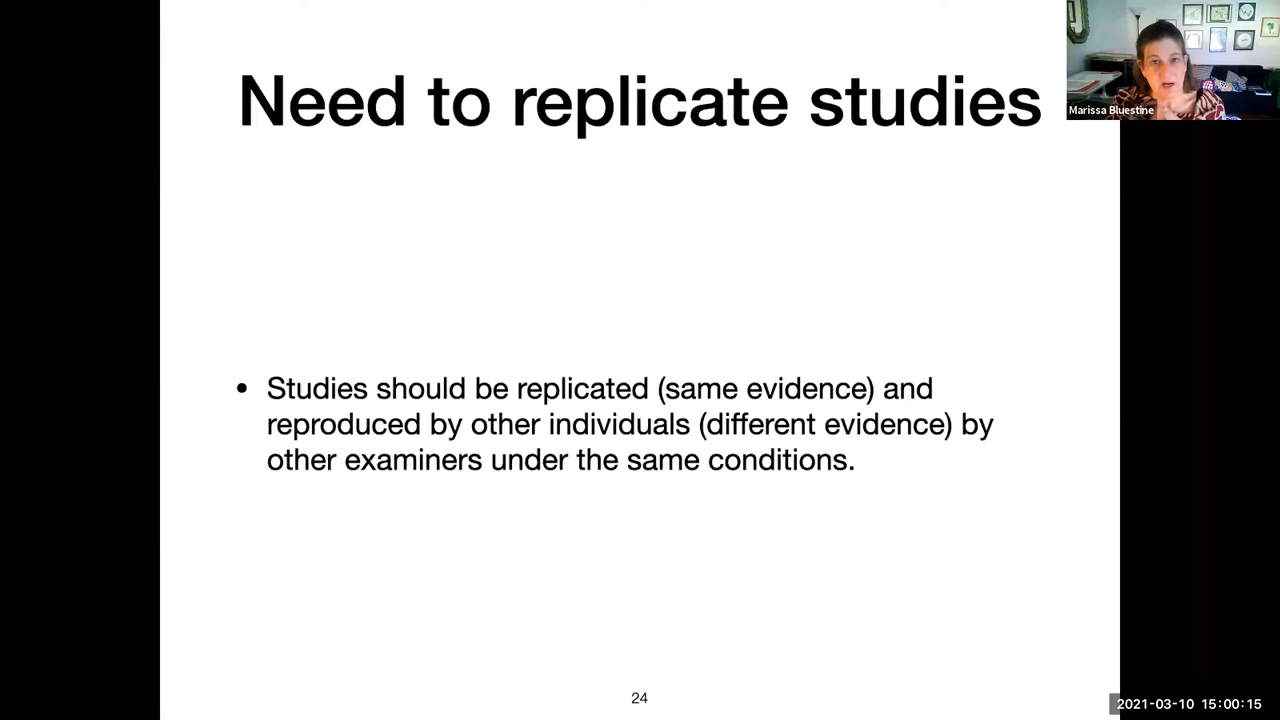 Need to replicate studies
Marissa Bluestine
• Studies should be replicated (same evidence) and
reproduced by other individuals (different evidence) by
other examiners under the same conditions.
24
2021-03-10 15:00:15